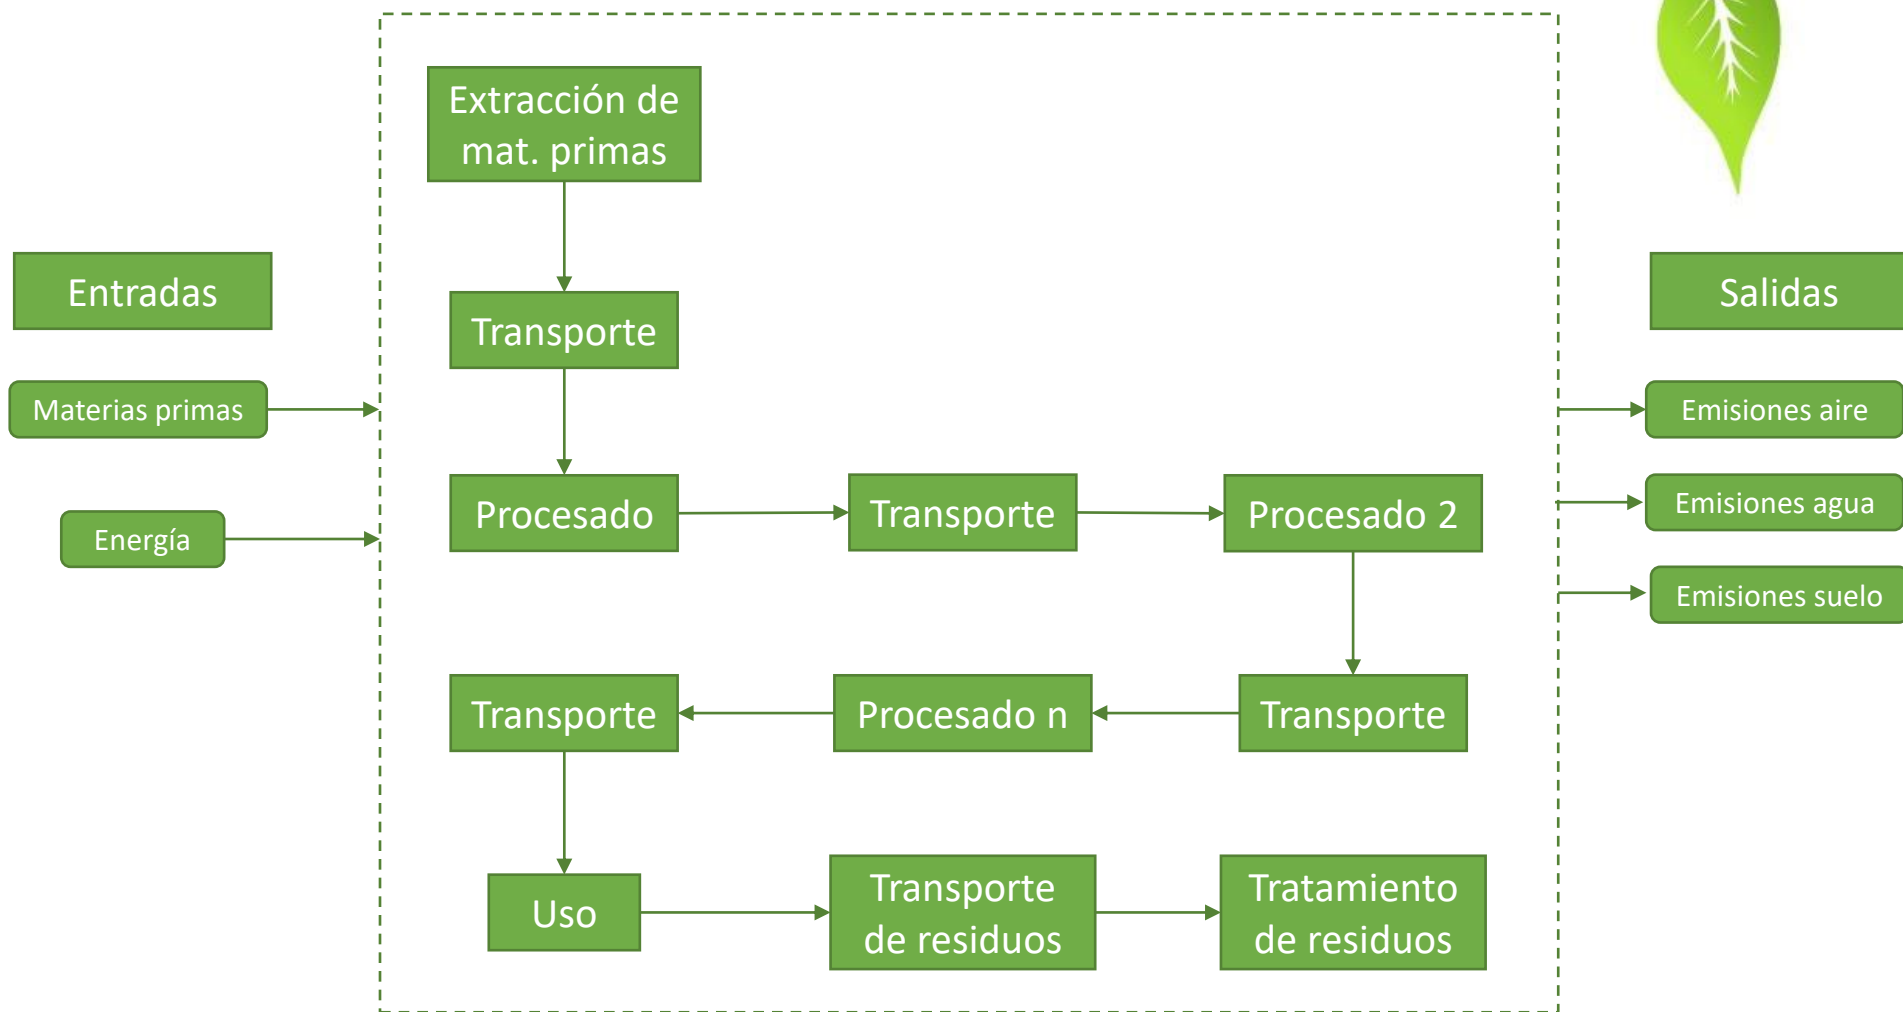 Extracción de
mat. primas
Entradas
Salidas
Transporte
Materias primas
Emisiones aire
Procesado
Transporte
Procesado 2
Emisiones agua
Energía
Emisiones suelo
Transporte
Procesado n
Transporte
Uso
Transporte
de residuos
Tratamiento
de residuos